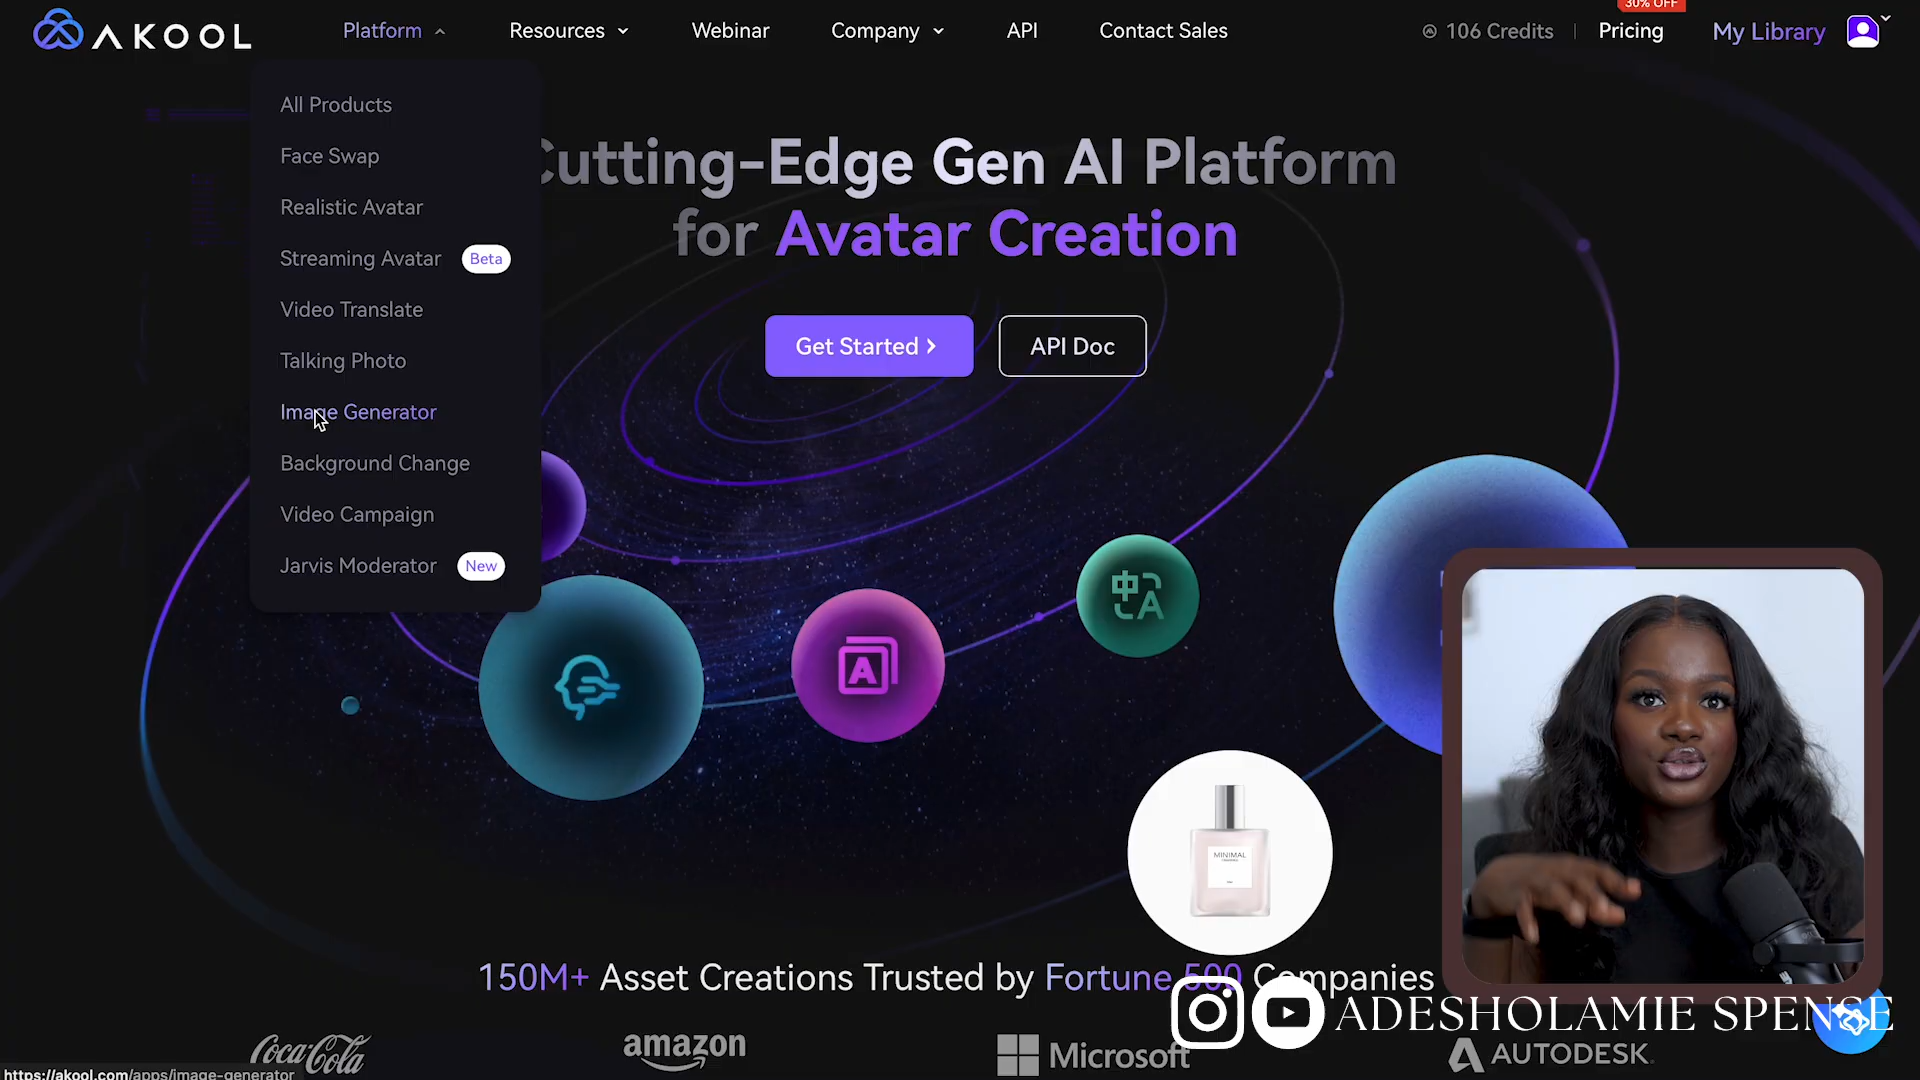 AKOOL
Platform
Resources
Webinar
Company
API
Contact Sales
106 Credits
30% OFF
Pricing
My Library
All Products
Face Swap
Realistic Avatar
Streaming Avatar Beta
Video Translate
Talking Photo
Image Generator
Background Change
Video Campaign
Jarvis Moderator New
Cutting-Edge Gen AI Platform
for Avatar Creation
Get Started
API Doc
中 A
A
MINIMAL
150M+ Asset Creations Trusted by Fortune 500 Companies
ADESHOLAMIE SPENSE
Coca-Cola
amazon
Microsoft
AUTODESK
https://akool.com/apps/image-generator